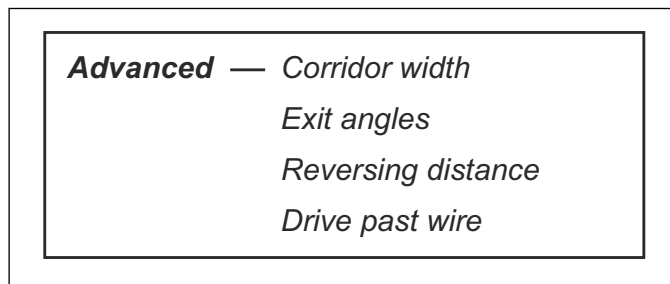 Advanced — Corridor width
Exit angles
Reversing distance
Drive past wire